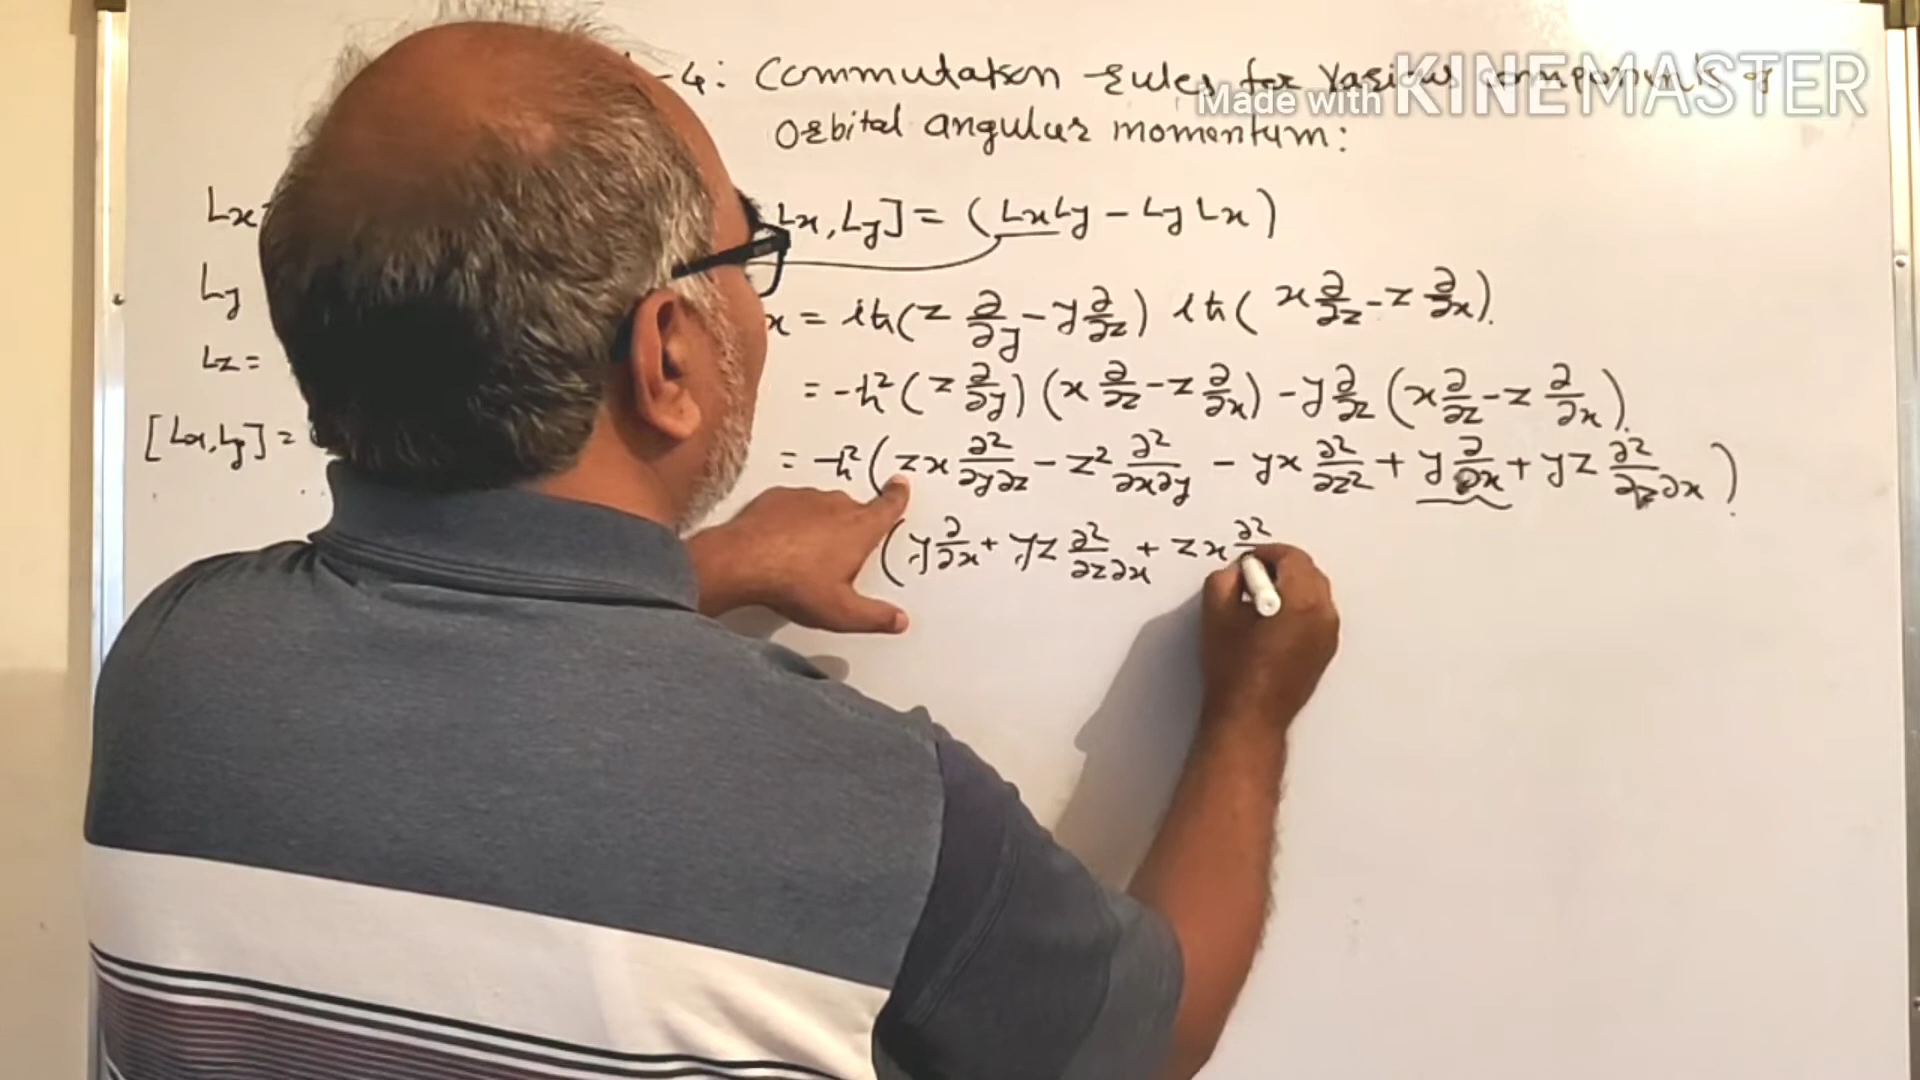 -4: Commutation rules for various components of
Orbital angular momentum:
Made with KINEMASTER
Lx
Lx, Ly] = (LxLy - LyLx)
Ly
x = iℏ(z ∂/∂y - y ∂/∂z) iℏ( x ∂/∂z - z ∂/∂x).
Lz =
= -ℏ² (z ∂/∂y) (x ∂/∂z - z ∂/∂x) - y ∂/∂z (x ∂/∂z - z ∂/∂x).
[Lx, Ly] =
= -ℏ² (zx ∂²/∂y∂z - z² ∂²/∂x∂y - yx ∂²/∂z² + y ∂/∂x + yz ∂²/∂z∂x ).
(y ∂/∂x + yz ∂²/∂z∂x + zx ∂²